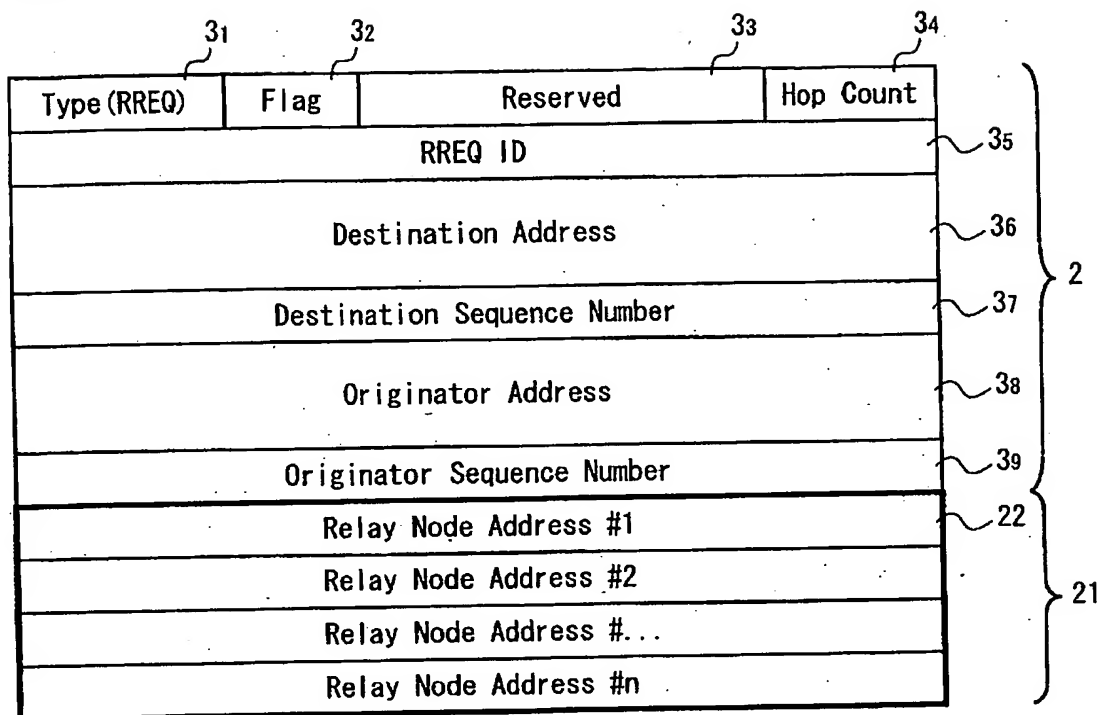 31 32 33 34
Type(RREQ) Flag Reserved Hop Count
RREQ ID 35
Destination Address 36
2
Destination Sequence Number 37
Originator Address 38
Originator Sequence Number 39
Relay Node Address #1 22
Relay Node Address #2
21
Relay Node Address #...
Relay Node Address #n